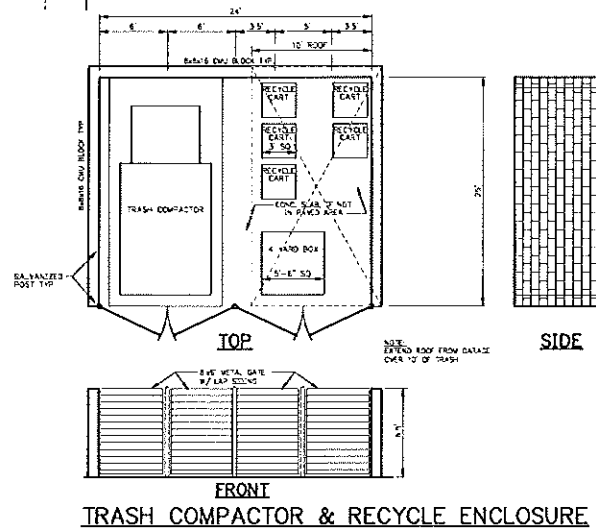 24'
6' 6' 3.5' 5' 3.5'
10' ROOF
8x8x16 CMU BLOCK TYP
8x8x16 CMU BLOCK TYP
RECYCLE
CART
RECYCLE
CART
RECYCLE
CART
3' SQ
RECYCLE
CART
RECYCLE
CART
TRASH COMPACTOR
CONC. SLAB IF NOT
IN PAVED AREA
4 YARD BOX
5'-6" SQ
GALVANIZED
POST TYP
TOP
NOTE:
EXTEND ROOF FROM GARAGE
OVER 10' OF TRASH
SIDE
METAL GATE
W/ LAP SIDING
FRONT
TRASH COMPACTOR & RECYCLE ENCLOSURE